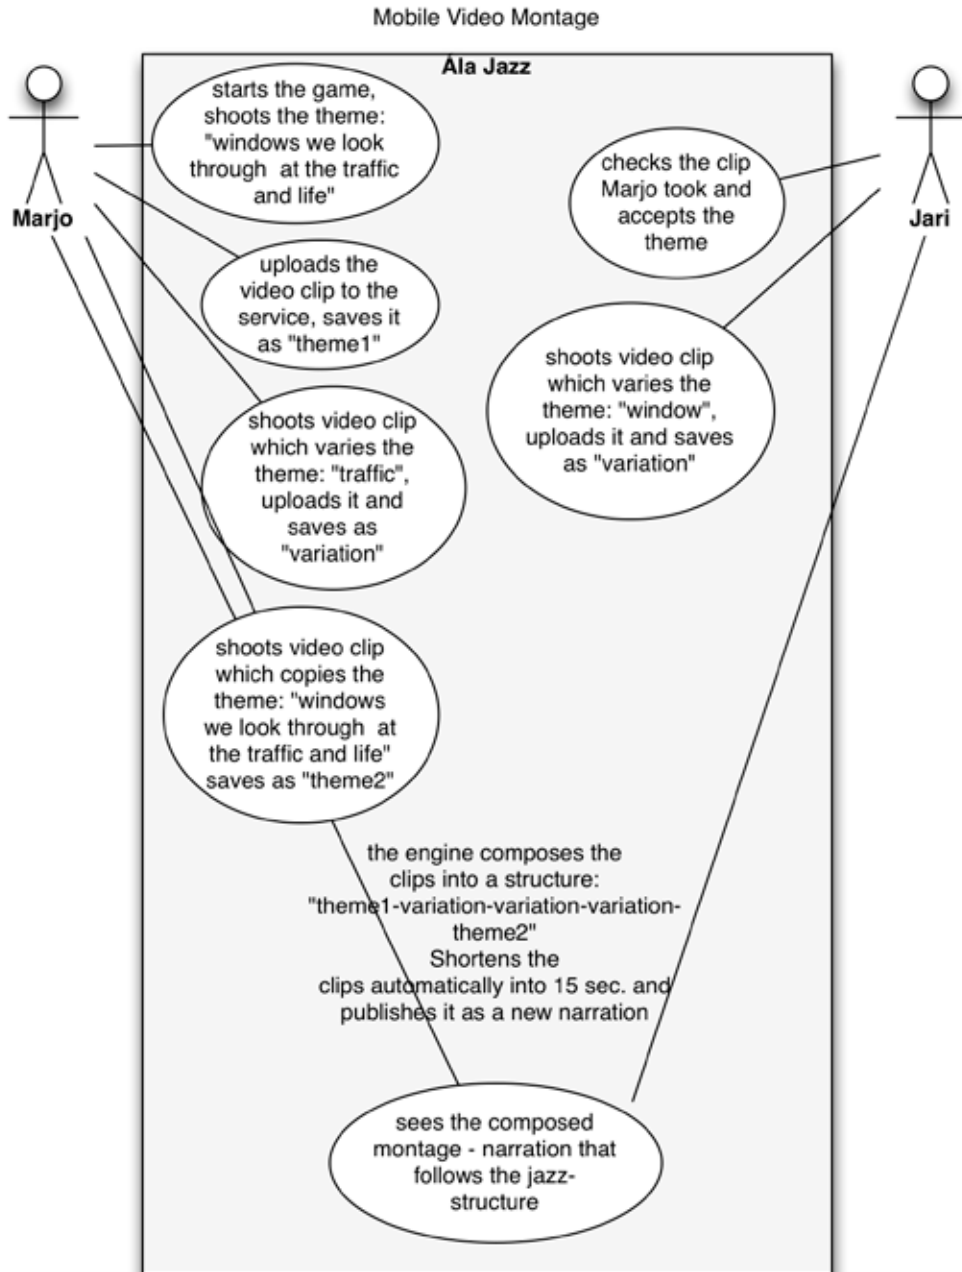 Mobile Video Montage
Ála Jazz
starts the game,
shoots the theme:
"windows we look
through  at the traffic
and life"
Marjo
checks the clip
Marjo took and
accepts the
theme
Jari
uploads the
video clip to the
service, saves it
as "theme1"
shoots video clip
which varies the
theme: "window",
uploads it and saves
as "variation"
shoots video clip
which varies the
theme: "traffic",
uploads it and
saves as
"variation"
shoots video clip
which copies the
theme: "windows
we look through  at
the traffic and life"
saves as "theme2"
the engine composes the
clips into a structure:
"theme1-variation-variation-variation-
theme2"
Shortens the
clips automatically into 15 sec. and
publishes it as a new narration
sees the composed
montage - narration that
follows the jazz-
structure